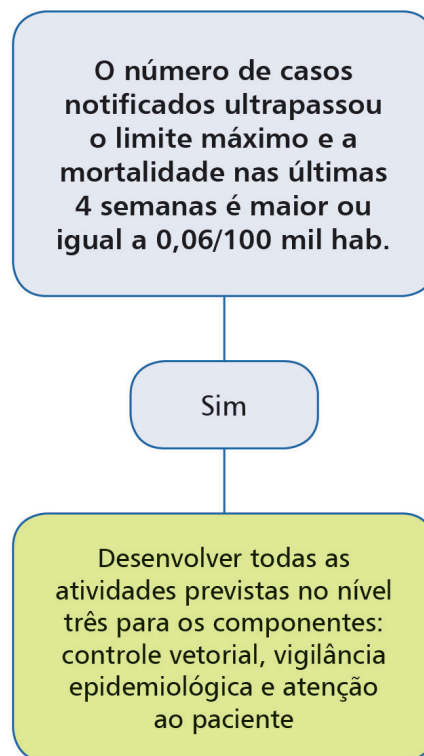 O número de casos
notificados ultrapassou
o limite máximo e a
mortalidade nas últimas
4 semanas é maior ou
igual a 0,06/100 mil hab.
Sim
Desenvolver todas as
atividades previstas no nível
três para os componentes:
controle vetorial, vigilância
epidemiológica e atenção
ao paciente